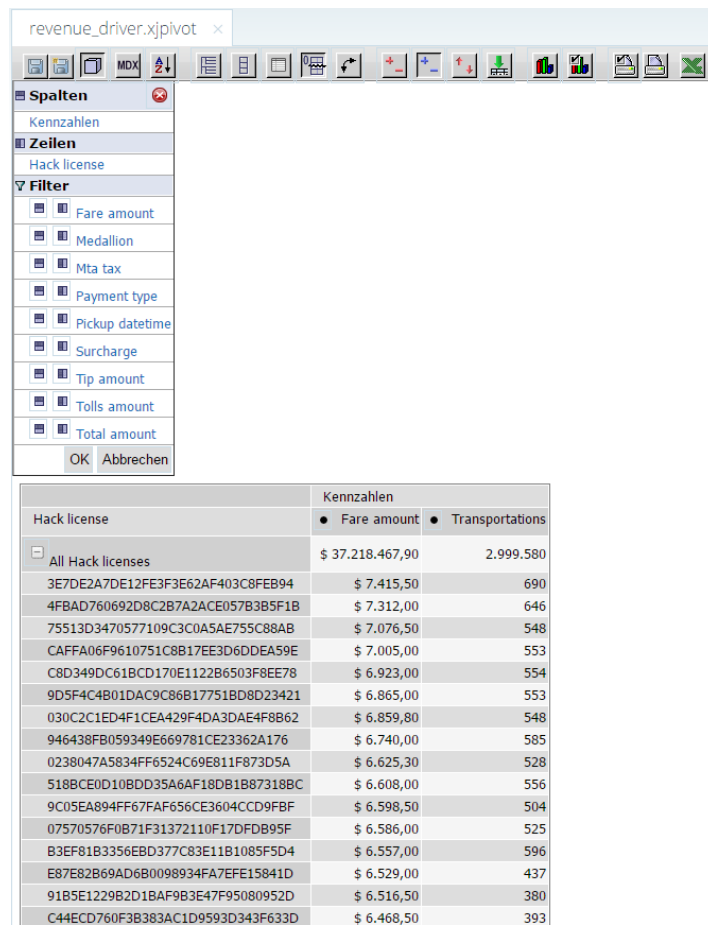 revenue_driver.xjpivot ×
MDX
Spalten
Kennzahlen
Zeilen
Hack license
Filter
Fare amount
Medallion
Mta tax
Payment type
Pickup datetime
Surcharge
Tip amount
Tolls amount
Total amount
OK Abbrechen
Kennzahlen
Hack license Fare amount Transportations
All Hack licenses $ 37.218.467,90 2.999.580
3E7DE2A7DE12FE3F3E62AF403C8FEB94 $ 7.415,50 690
4FBAD760692D8C2B7A2ACE057B3B5F1B $ 7.312,00 646
75513D3470577109C3C0A5AE755C88AB $ 7.076,50 548
CAFFA06F9610751C8B17EE3D6DDEA59E $ 7.005,00 553
C8D349DC61BCD170E1122B6503F8EE78 $ 6.923,00 554
9D5F4C4B01DAC9C86B17751BD8D23421 $ 6.865,00 553
030C2C1ED4F1CEA429F4DA3DAE4F8B62 $ 6.859,80 548
946438FB059349E669781CE23362A176 $ 6.740,00 585
0238047A5834FF6524C69E811F873D5A $ 6.625,30 528
518BCE0D10BDD35A6AF18DB1B87318BC $ 6.608,00 556
9C05EA894FF67FAF656CE3604CCD9FBF $ 6.598,50 504
07570576F0B71F31372110F17DFDB95F $ 6.586,00 525
B3EF81B3356EBD377C83E11B1085F5D4 $ 6.557,00 596
E87E82B69AD6B0098934FA7EFE15841D $ 6.529,00 437
91B5E1229B2D1BAF9B3E47F95080952D $ 6.516,50 380
C44ECD760F3B383AC1D9593D343F633D $ 6.468,50 393